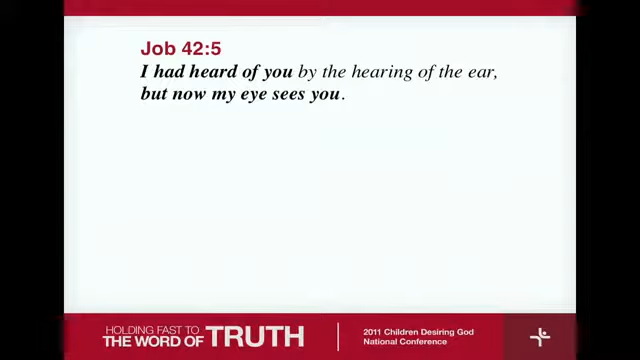 Job 42:5
I had heard of you by the hearing of the ear,
but now my eye sees you.
HOLDING FAST TO
THE WORD OF TRUTH
2011 Children Desiring God
National Conference